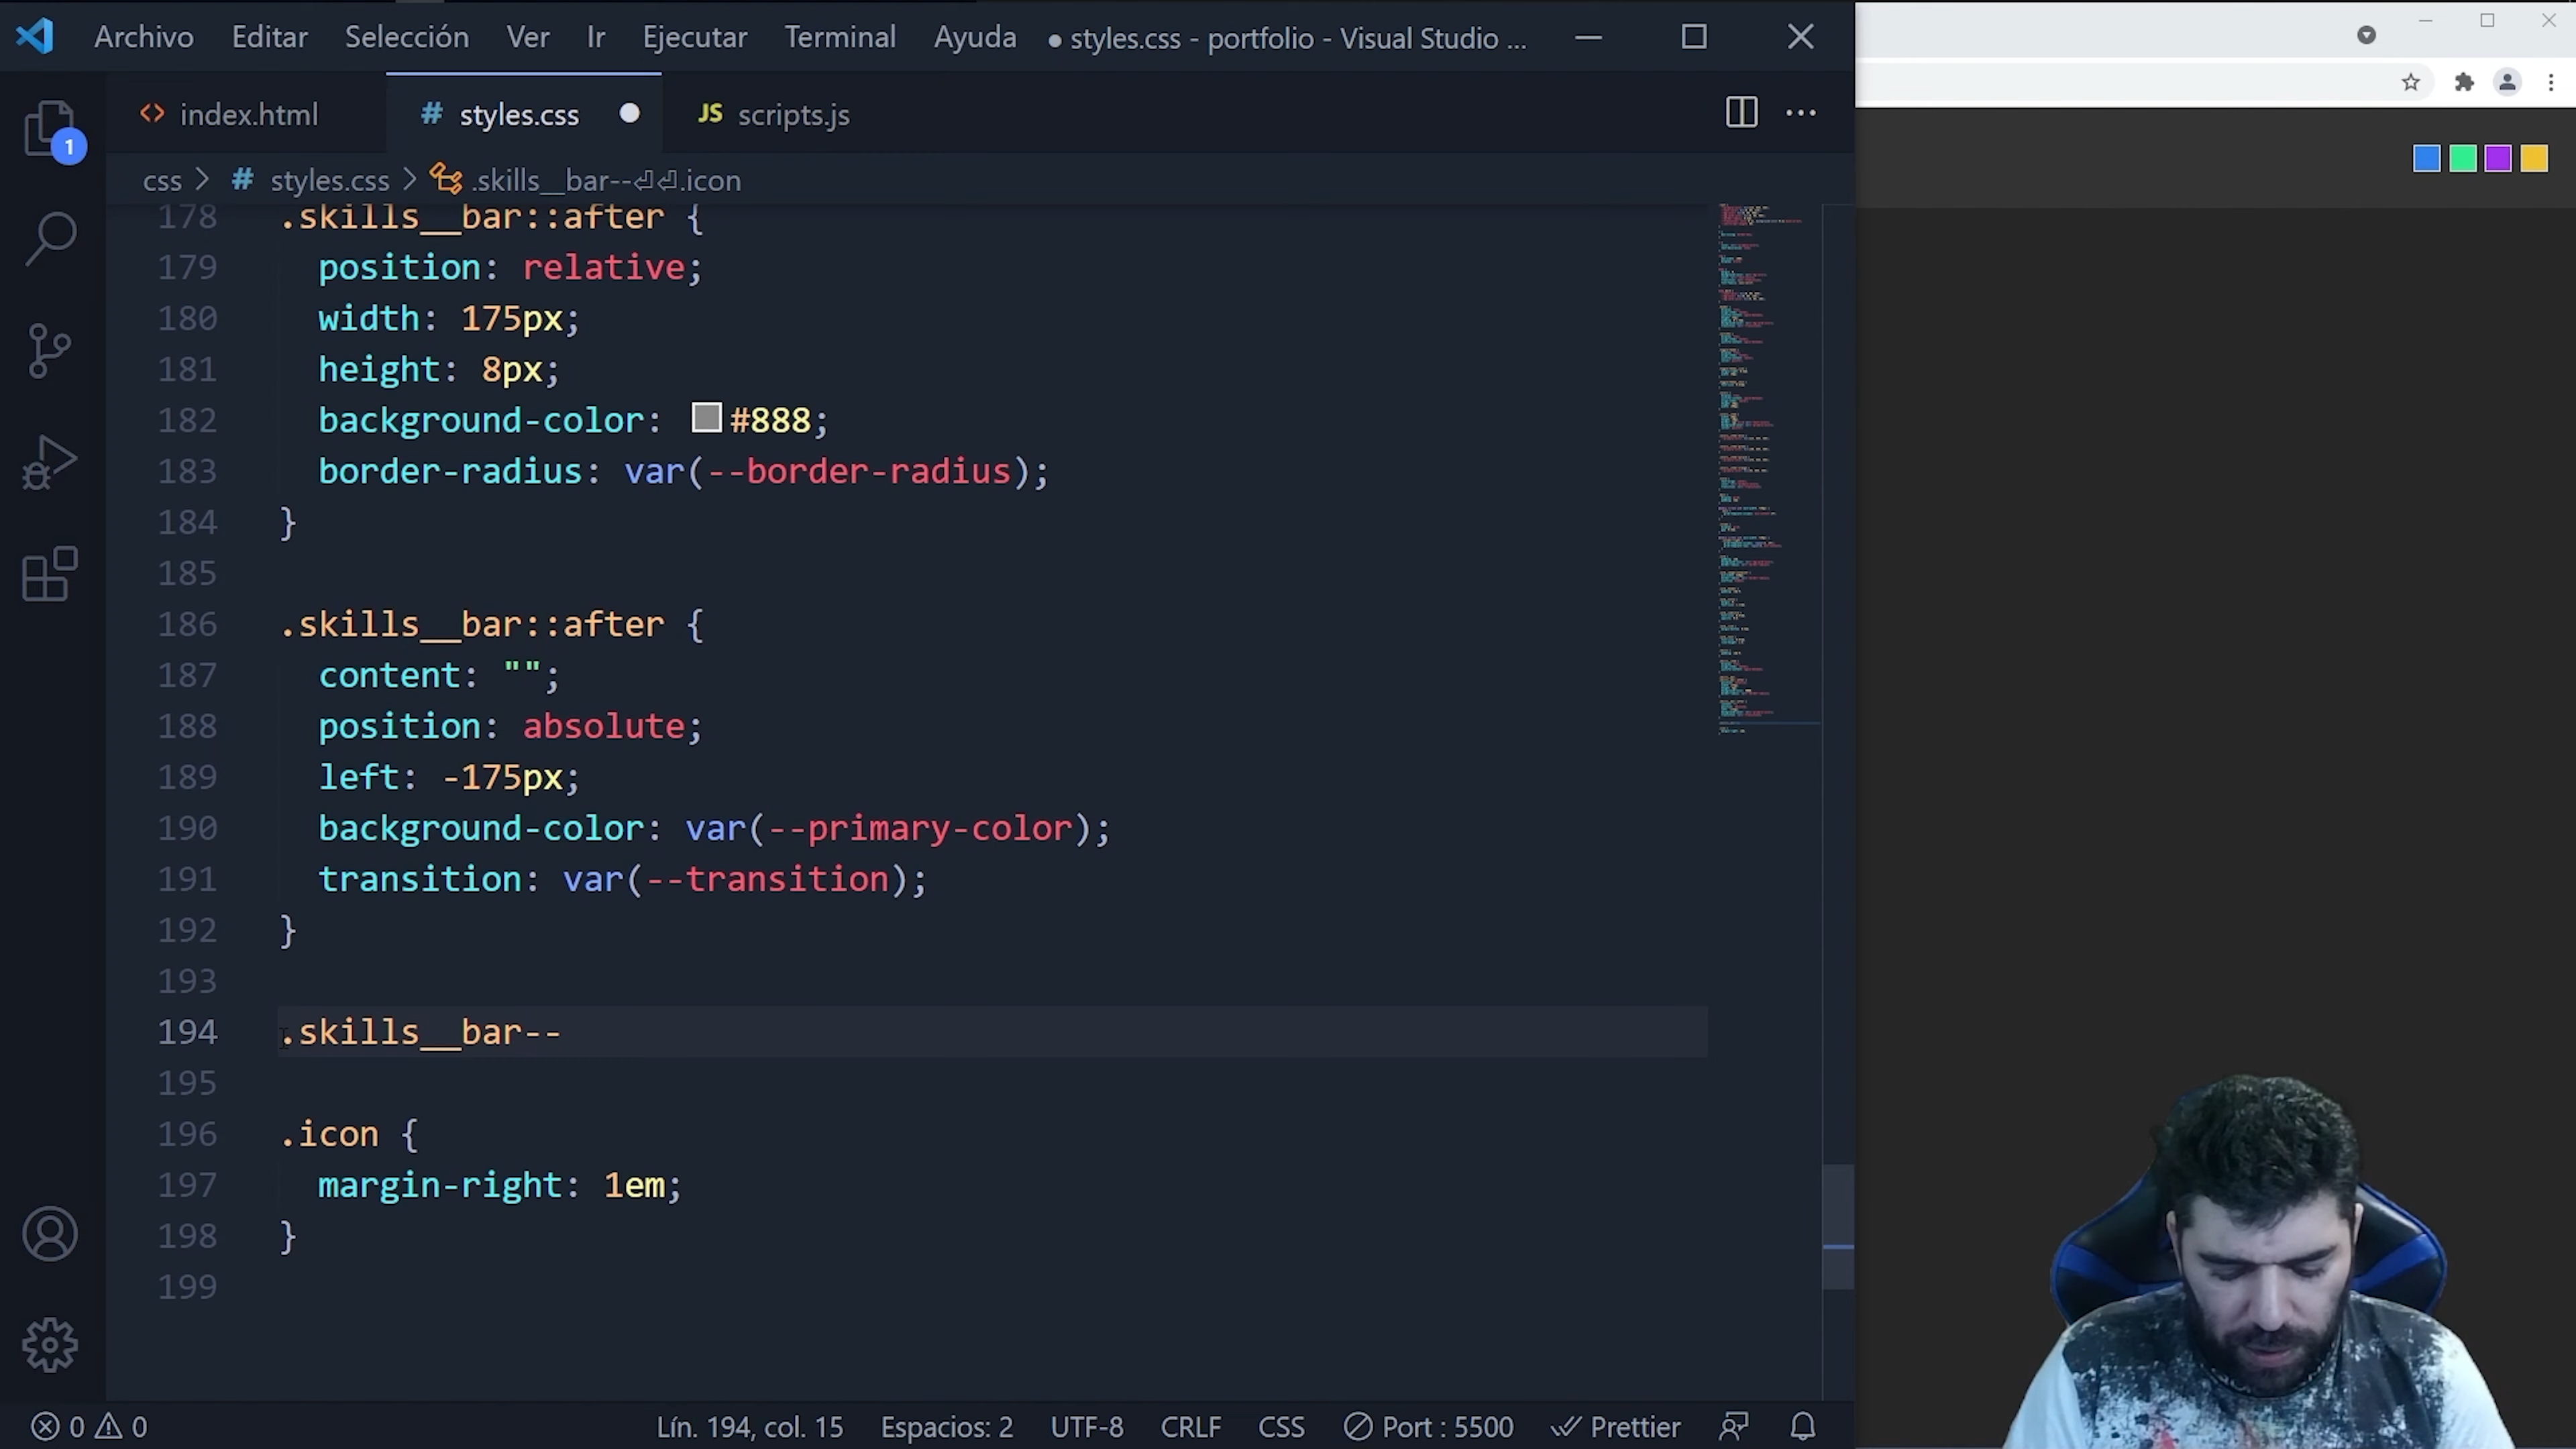 Archivo Editar Selección Ver Ir Ejecutar Terminal Ayuda ● styles.css - portfolio - Visual Studio ...
<> index.html # styles.css JS scripts.js ...
1
css > # styles.css > .skills__bar--⏎⏎.icon
178 .skills__bar::after {
179 position: relative;
180 width: 175px;
181 height: 8px;
182 background-color: #888;
183 border-radius: var(--border-radius);
184 }
185
186 .skills__bar::after {
187 content: "";
188 position: absolute;
189 left: -175px;
190 background-color: var(--primary-color);
191 transition: var(--transition);
192 }
193
194 .skills__bar--
195
196 .icon {
197 margin-right: 1em;
198 }
199
0 0 Lín. 194, col. 15 Espacios: 2 UTF-8 CRLF CSS Port : 5500 Prettier